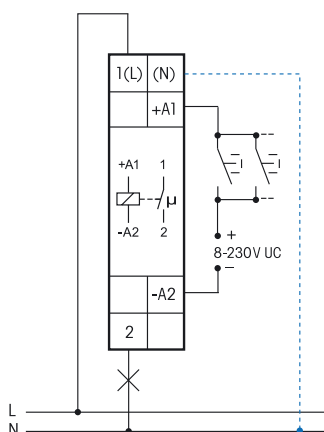 1(L) (N)
+A1
+A1 1
µ
-A2 2
+
8-230V UC
–
-A2
2
L
N